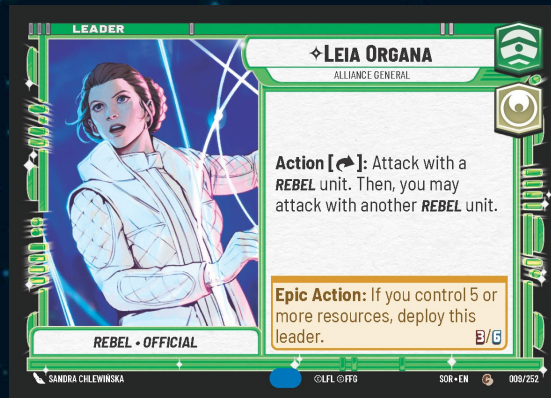 LEADER
LEIA ORGANA
ALLIANCE GENERAL
Action [ ]: Attack with a
REBEL unit. Then, you may
attack with another REBEL unit.
Epic Action: If you control 5 or
more resources, deploy this
leader.
3/6
REBEL • OFFICIAL
SANDRA CHLEWIŃSKA
©LFL ©FFG
SOR • EN
C
009/252